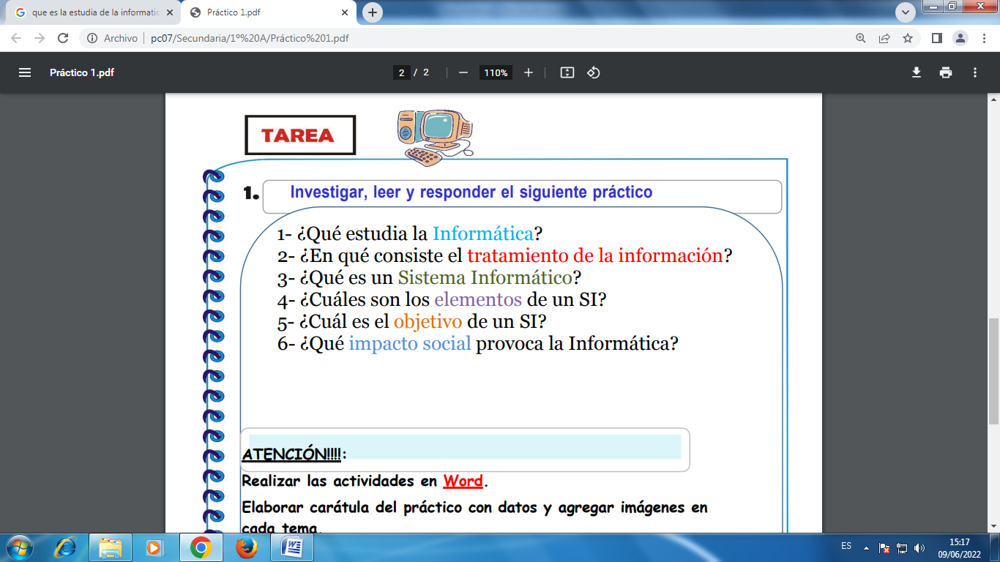 que es la estudia de la informatic
Práctico 1.pdf
Archivo
pc07/Secundaria/1º%20A/Práctico%201.pdf
Práctico 1.pdf
2 / 2
110%
TAREA
1. Investigar, leer y responder el siguiente práctico
1- ¿Qué estudia la Informática?
2- ¿En qué consiste el tratamiento de la información?
3- ¿Qué es un Sistema Informático?
4- ¿Cuáles son los elementos de un SI?
5- ¿Cuál es el objetivo de un SI?
6- ¿Qué impacto social provoca la Informática?
ATENCIÓN!!!!:
Realizar las actividades en Word.
Elaborar carátula del práctico con datos y agregar imágenes en
cada tema.
ES
15:17
09/06/2022